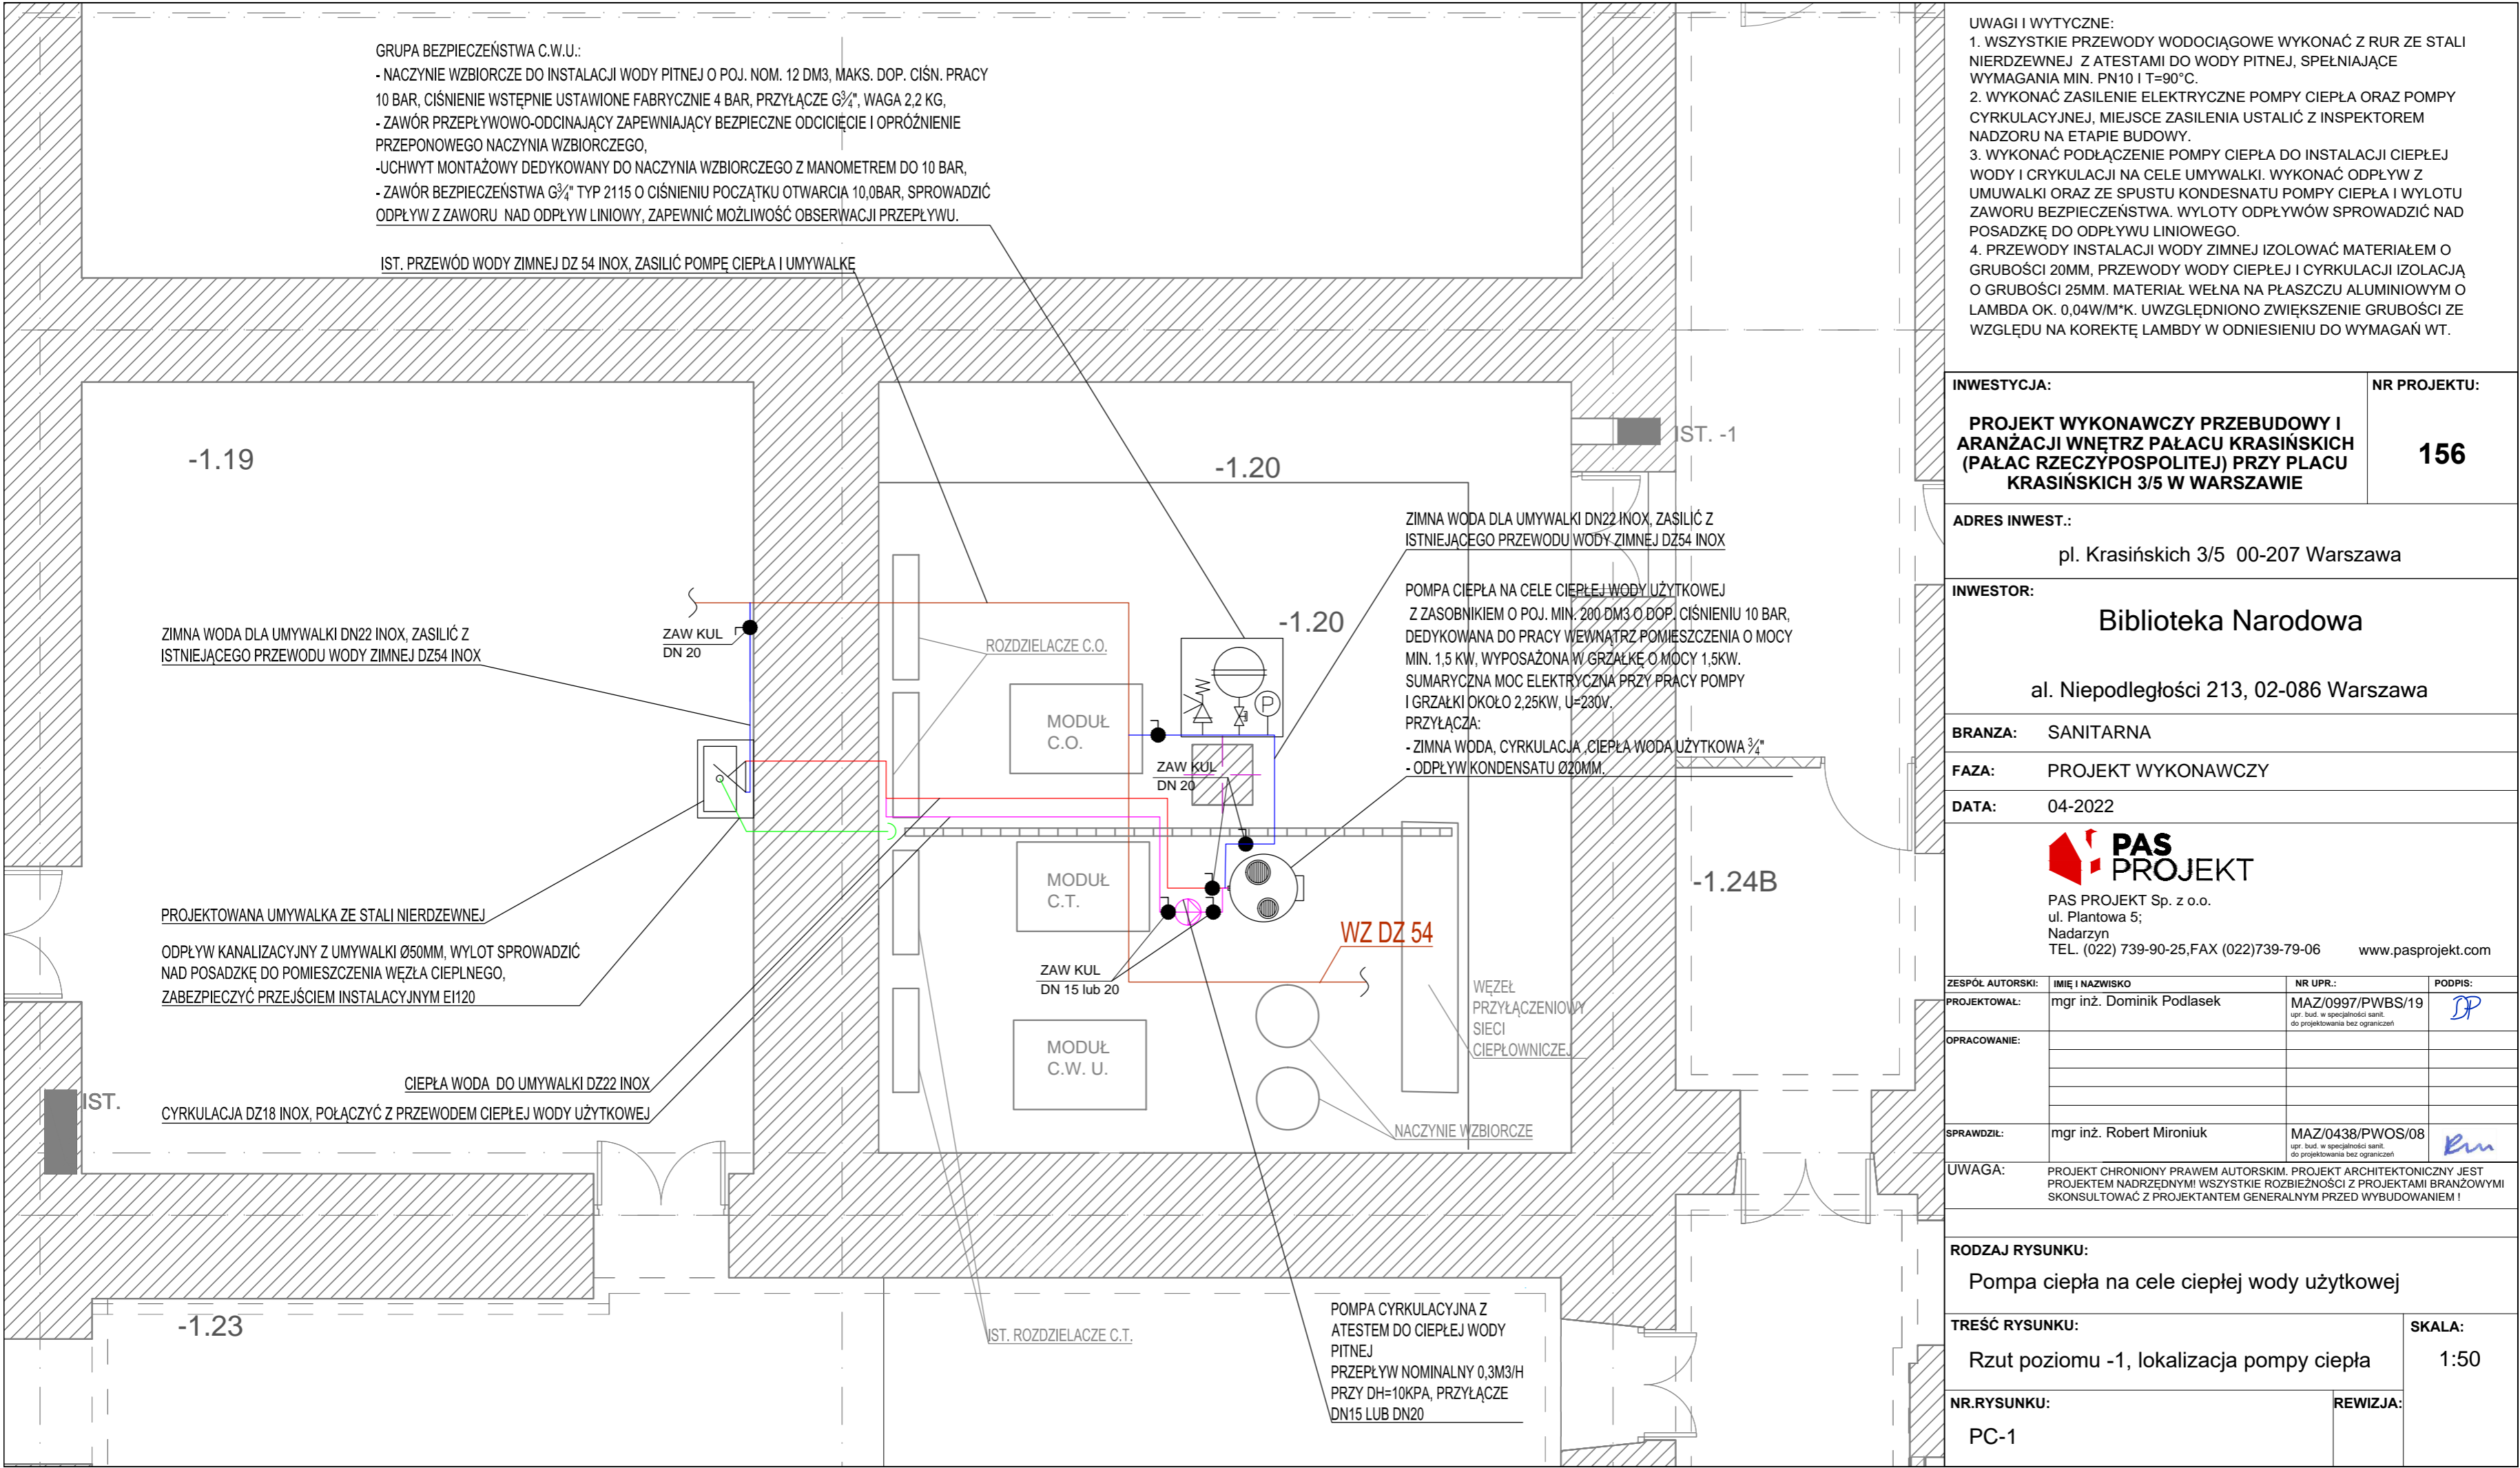 GRUPA BEZPIECZEŃSTWA C.W.U.:
- NACZYNIE WZBIORCZE DO INSTALACJI WODY PITNEJ O POJ. NOM. 12 DM3, MAKS. DOP. CIŚN. PRACY
10 BAR, CIŚNIENIE WSTĘPNIE USTAWIONE FABRYCZNIE 4 BAR, PRZYŁĄCZE G¾", WAGA 2,2 KG,
- ZAWÓR PRZEPŁYWOWO-ODCINAJĄCY ZAPEWNIAJĄCY BEZPIECZNE ODCICIĘCIE I OPRÓŻNIENIE
PRZEPONOWEGO NACZYNIA WZBIORCZEGO,
-UCHWYT MONTAŻOWY DEDYKOWANY DO NACZYNIA WZBIORCZEGO Z MANOMETREM DO 10 BAR,
- ZAWÓR BEZPIECZEŃSTWA G¾" TYP 2115 O CIŚNIENIU POCZĄTKU OTWARCIA 10,0BAR, SPROWADZIĆ
ODPŁYW Z ZAWORU NAD ODPŁYW LINIOWY, ZAPEWNIĆ MOŻLIWOŚĆ OBSERWACJI PRZEPŁYWU.
IST. PRZEWÓD WODY ZIMNEJ DZ 54 INOX, ZASILIĆ POMPĘ CIEPŁA I UMYWALKĘ
-1.19
-1.20
IST. -1
ZIMNA WODA DLA UMYWALKI DN22 INOX, ZASILIĆ Z
ISTNIEJĄCEGO PRZEWODU WODY ZIMNEJ DZ54 INOX
POMPA CIEPŁA NA CELE CIEPŁEJ WODY UŻYTKOWEJ
Z ZASOBNIKIEM O POJ. MIN. 200 DM3 O DOP. CIŚNIENIU 10 BAR,
DEDYKOWANA DO PRACY WEWNĄTRZ POMIESZCZENIA O MOCY
MIN. 1,5 KW, WYPOSAŻONA W GRZAŁKĘ O MOCY 1,5KW.
SUMARYCZNA MOC ELEKTRYCZNA PRZY PRACY POMPY
I GRZAŁKI OKOŁO 2,25KW, U=230V.
PRZYŁĄCZA:
- ZIMNA WODA, CYRKULACJA ,CIEPŁA WODA UŻYTKOWA ¾"
- ODPŁYW KONDENSATU Ø20MM.
-1.20
ZIMNA WODA DLA UMYWALKI DN22 INOX, ZASILIĆ Z
ISTNIEJĄCEGO PRZEWODU WODY ZIMNEJ DZ54 INOX
ZAW KUL
DN 20
ROZDZIELACZE C.O.
MODUŁ
C.O.
P
ZAW KUL
DN 20
MODUŁ
C.T.
-1.24B
WZ DZ 54
PROJEKTOWANA UMYWALKA ZE STALI NIERDZEWNEJ
ODPŁYW KANALIZACYJNY Z UMYWALKI Ø50MM, WYLOT SPROWADZIĆ
NAD POSADZKĘ DO POMIESZCZENIA WĘZŁA CIEPLNEGO,
ZABEZPIECZYĆ PRZEJŚCIEM INSTALACYJNYM EI120
ZAW KUL
DN 15 lub 20
WĘZEŁ
PRZYŁĄCZENIOWY
SIECI
CIEPŁOWNICZEJ
MODUŁ
C.W. U.
CIEPŁA WODA DO UMYWALKI DZ22 INOX
CYRKULACJA DZ18 INOX, POŁĄCZYĆ Z PRZEWODEM CIEPŁEJ WODY UŻYTKOWEJ
IST.
NACZYNIE WZBIORCZE
-1.23
IST. ROZDZIELACZE C.T.
POMPA CYRKULACYJNA Z
ATESTEM DO CIEPŁEJ WODY
PITNEJ
PRZEPŁYW NOMINALNY 0,3M3/H
PRZY DH=10KPA, PRZYŁĄCZE
DN15 LUB DN20
UWAGI I WYTYCZNE:
1. WSZYSTKIE PRZEWODY WODOCIĄGOWE WYKONAĆ Z RUR ZE STALI
NIERDZEWNEJ Z ATESTAMI DO WODY PITNEJ, SPEŁNIAJĄCE
WYMAGANIA MIN. PN10 I T=90°C.
2. WYKONAĆ ZASILENIE ELEKTRYCZNE POMPY CIEPŁA ORAZ POMPY
CYRKULACYJNEJ, MIEJSCE ZASILENIA USTALIĆ Z INSPEKTOREM
NADZORU NA ETAPIE BUDOWY.
3. WYKONAĆ PODŁĄCZENIE POMPY CIEPŁA DO INSTALACJI CIEPŁEJ
WODY I CRYKULACJI NA CELE UMYWALKI. WYKONAĆ ODPŁYW Z
UMUWALKI ORAZ ZE SPUSTU KONDESNATU POMPY CIEPŁA I WYLOTU
ZAWORU BEZPIECZEŃSTWA. WYLOTY ODPŁYWÓW SPROWADZIĆ NAD
POSADZKĘ DO ODPŁYWU LINIOWEGO.
4. PRZEWODY INSTALACJI WODY ZIMNEJ IZOLOWAĆ MATERIAŁEM O
GRUBOŚCI 20MM, PRZEWODY WODY CIEPŁEJ I CYRKULACJI IZOLACJĄ
O GRUBOŚCI 25MM. MATERIAŁ WEŁNA NA PŁASZCZU ALUMINIOWYM O
LAMBDA OK. 0,04W/M*K. UWZGLĘDNIONO ZWIĘKSZENIE GRUBOŚCI ZE
WZGLĘDU NA KOREKTĘ LAMBDY W ODNIESIENIU DO WYMAGAŃ WT.
INWESTYCJA: NR PROJEKTU:
PROJEKT WYKONAWCZY PRZEBUDOWY I
ARANŻACJI WNĘTRZ PAŁACU KRASIŃSKICH
(PAŁAC RZECZYPOSPOLITEJ) PRZY PLACU
KRASIŃSKICH 3/5 W WARSZAWIE
156
ADRES INWEST.:
pl. Krasińskich 3/5 00-207 Warszawa
INWESTOR:
Biblioteka Narodowa
al. Niepodległości 213, 02-086 Warszawa
BRANŻA: SANITARNA
FAZA: PROJEKT WYKONAWCZY
DATA: 04-2022
PAS
PROJEKT
PAS PROJEKT Sp. z o.o.
ul. Plantowa 5;
Nadarzyn
TEL. (022) 739-90-25,FAX (022)739-79-06 www.pasprojekt.com
ZESPÓŁ AUTORSKI: IMIĘ I NAZWISKO NR UPR.: PODPIS:
PROJEKTOWAŁ: mgr inż. Dominik Podlasek MAZ/0997/PWBS/19 DP
upr. bud. w specjalności sanit.
do projektowania bez ograniczeń
OPRACOWANIE:
SPRAWDZIŁ: mgr inż. Robert Mironiuk MAZ/0438/PWOS/08
upr. bud. w specjalności sanit.
do projektowania bez ograniczeń
UWAGA: PROJEKT CHRONIONY PRAWEM AUTORSKIM. PROJEKT ARCHITEKTONICZNY JEST
PROJEKTEM NADRZĘDNYM! WSZYSTKIE ROZBIEŻNOŚCI Z PROJEKTAMI BRANŻOWYMI
SKONSULTOWAĆ Z PROJEKTANTEM GENERALNYM PRZED WYBUDOWANIEM !
RODZAJ RYSUNKU:
Pompa ciepła na cele ciepłej wody użytkowej
TREŚĆ RYSUNKU: SKALA:
Rzut poziomu -1, lokalizacja pompy ciepła 1:50
NR.RYSUNKU: REWIZJA:
PC-1